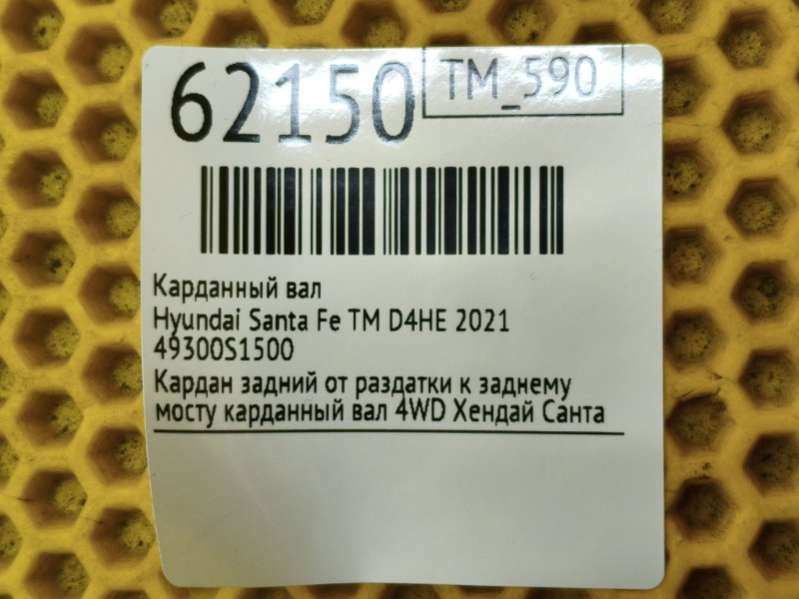 62150
TM_590
Карданный вал
Hyundai Santa Fe TM D4HE 2021
49300S1500
Кардан задний от раздатки к заднему
мосту карданный вал 4WD Хендай Санта